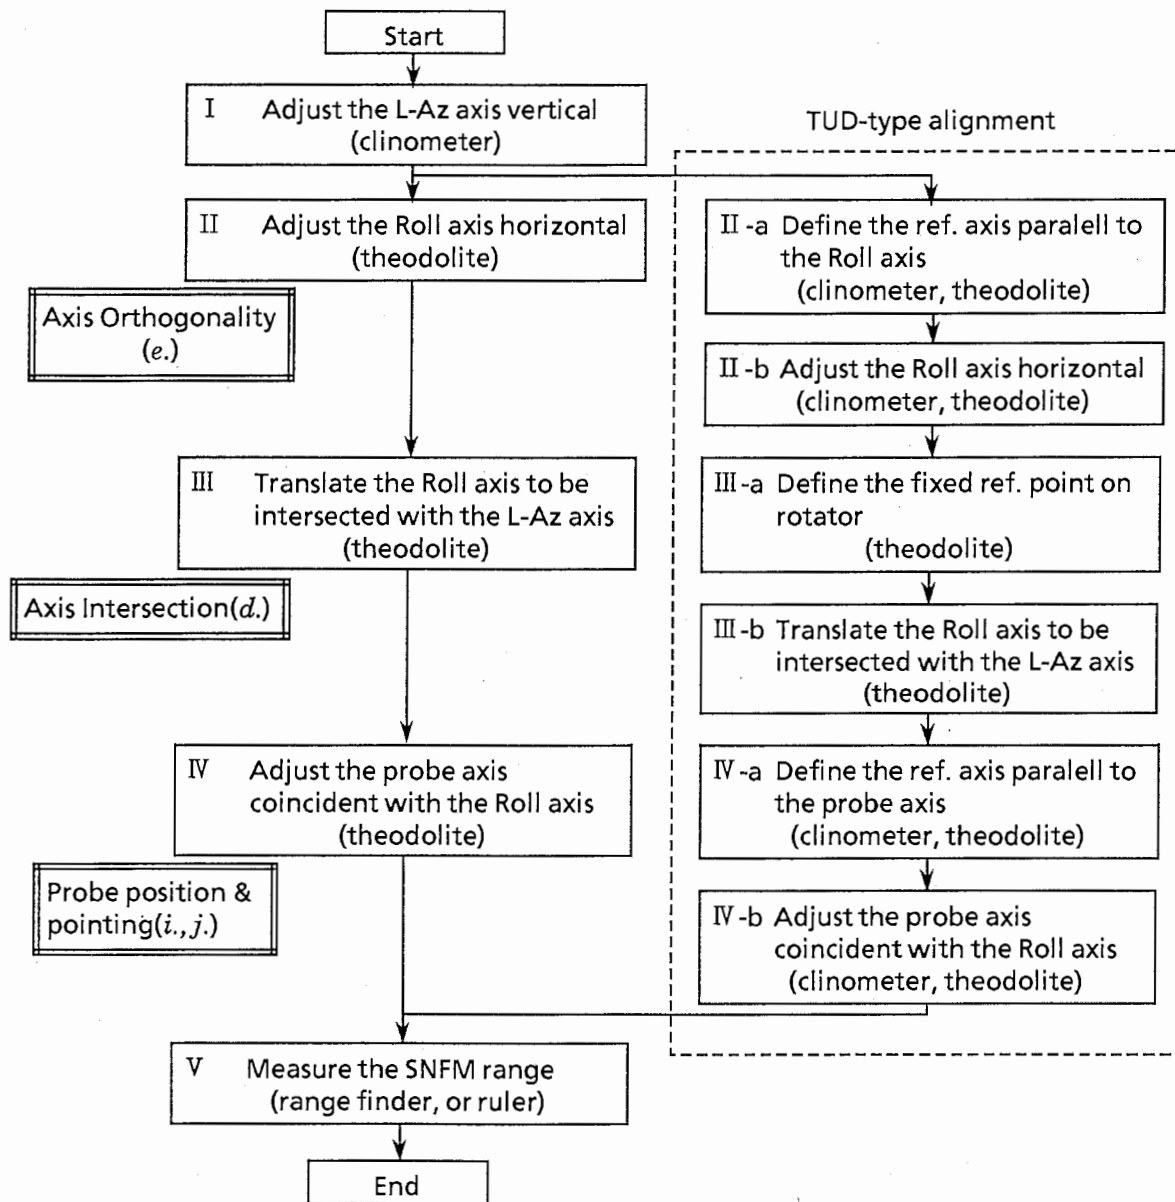 Start
I Adjust the L-Az axis vertical
(clinometer)
TUD-type alignment
II Adjust the Roll axis horizontal
(theodolite)
Axis Orthogonality
(e.)
III Translate the Roll axis to be
intersected with the L-Az axis
(theodolite)
Axis Intersection(d.)
IV Adjust the probe axis
coincident with the Roll axis
(theodolite)
Probe position &
pointing(i., j.)
II-a Define the ref. axis paralell to
the Roll axis
(clinometer, theodolite)
II-b Adjust the Roll axis horizontal
(clinometer, theodolite)
III-a Define the fixed ref. point on
rotator
(theodolite)
III-b Translate the Roll axis to be
intersected with the L-Az axis
(theodolite)
IV-a Define the ref. axis paralell to
the probe axis
(clinometer, theodolite)
IV-b Adjust the probe axis
coincident with the Roll axis
(clinometer, theodolite)
V Measure the SNFM range
(range finder, or ruler)
End